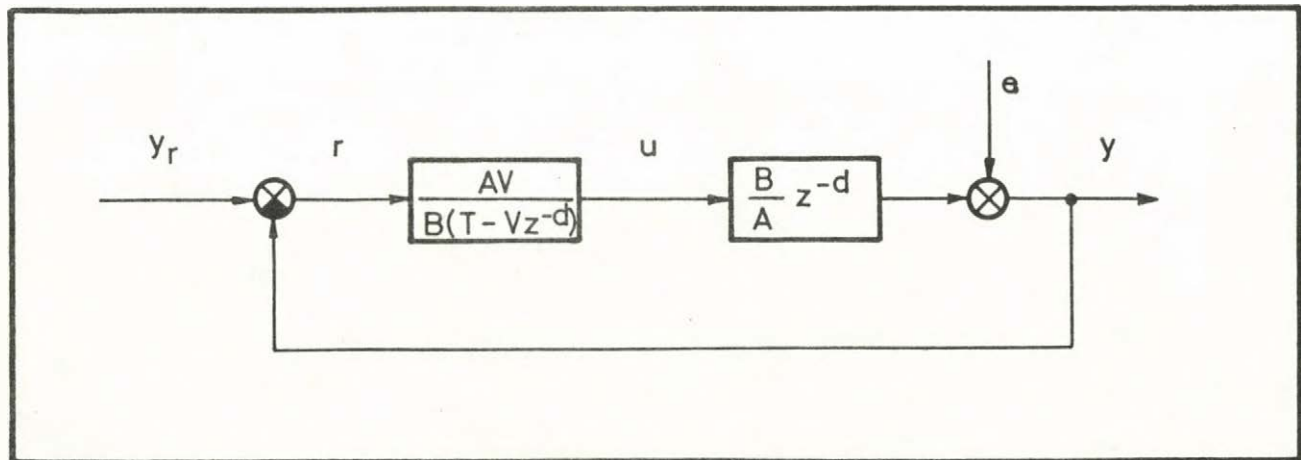 e
y_r
r
u
y
AV
B(T - Vz^{-d})
B
A
z^{-d}